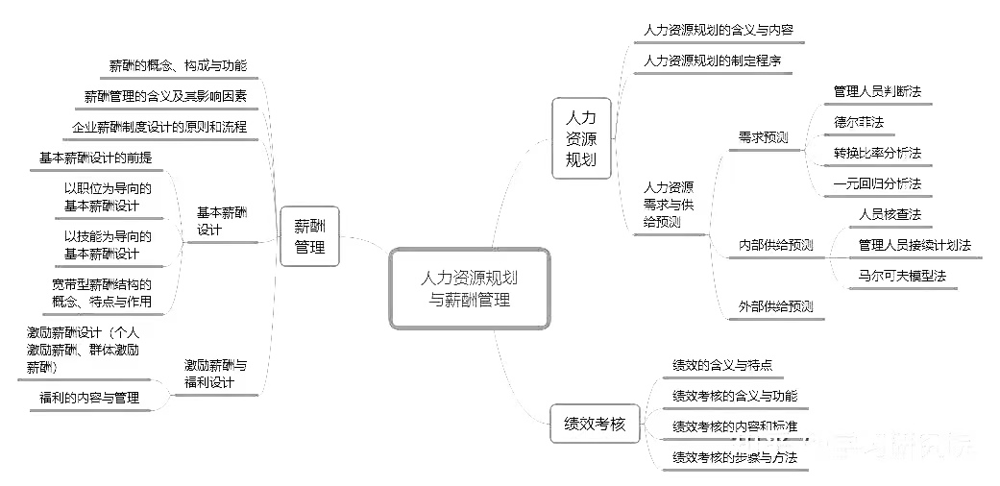 人力资源规划
与薪酬管理
人力
资源
规划
人力资源规划的含义与内容
人力资源规划的制定程序
人力资源
需求与供
给预测
需求预测
管理人员判断法
德尔菲法
转换比率分析法
一元回归分析法
内部供给预测
人员核查法
管理人员接续计划法
马尔可夫模型法
外部供给预测
绩效考核
绩效的含义与特点
绩效考核的含义与功能
绩效考核的内容和标准
绩效考核的步骤与方法
薪酬
管理
薪酬的概念、构成与功能
薪酬管理的含义及其影响因素
企业薪酬制度设计的原则和流程
基本薪酬
设计
基本薪酬设计的前提
以职位为导向的
基本薪酬设计
以技能为导向的
基本薪酬设计
宽带型薪酬结构的
概念、特点与作用
激励薪酬与
福利设计
激励薪酬设计（个人
激励薪酬、群体激励
薪酬）
福利的内容与管理
学习研究院